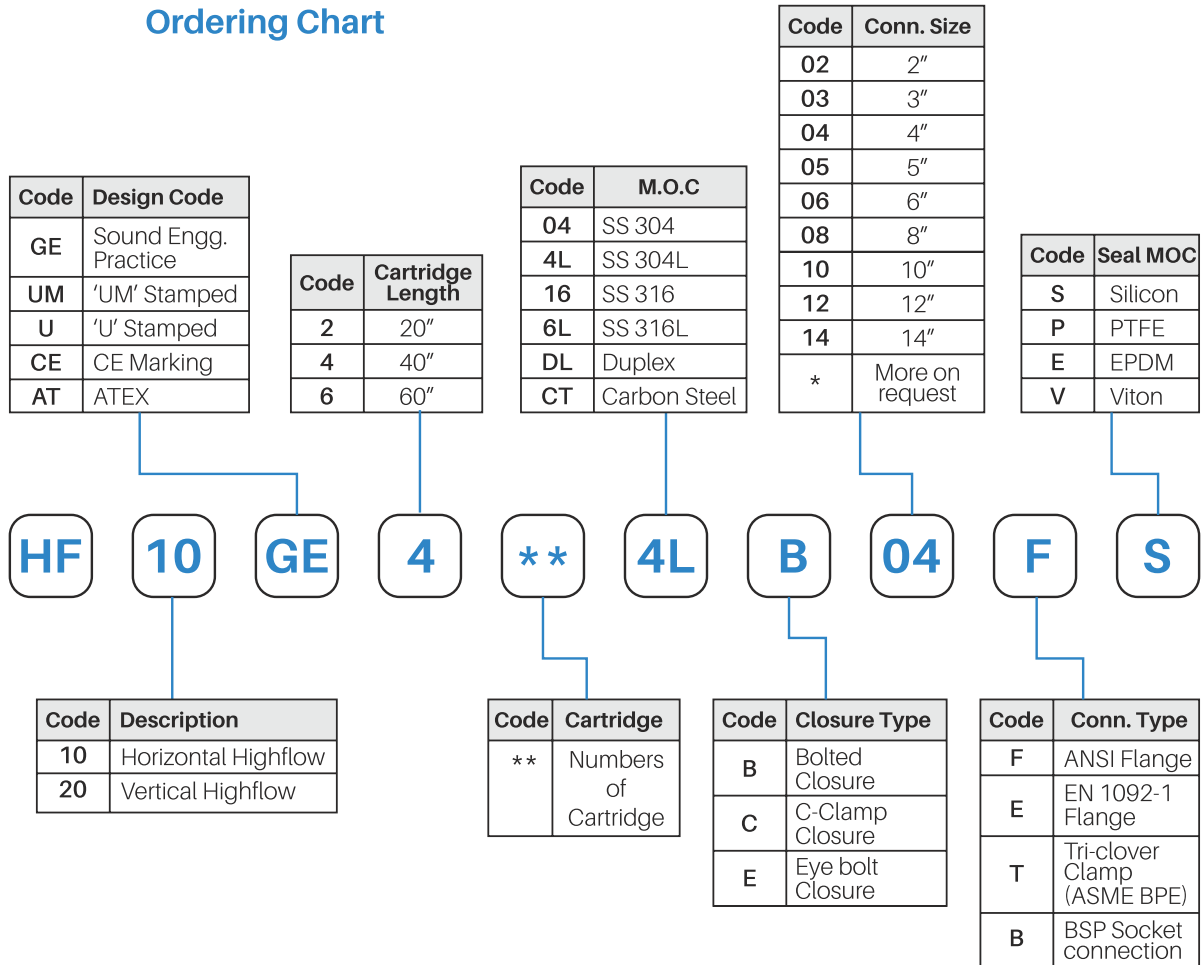 Ordering Chart
Code Conn. Size
02 2″
03 3″
04 4″
05 5″
06 6″
08 8″
10 10″
12 12″
14 14″
* More on
request
Code Design Code
GE Sound Engg.
Practice
UM ‘UM’ Stamped
U ‘U’ Stamped
CE CE Marking
AT ATEX
Code Cartridge
Length
2 20″
4 40″
6 60″
Code M.O.C
04 SS 304
4L SS 304L
16 SS 316
6L SS 316L
DL Duplex
CT Carbon Steel
Code Seal MOC
S Silicon
P PTFE
E EPDM
V Viton
HF 10 GE 4 ** 4L B 04 F S
Code Description
10 Horizontal Highflow
20 Vertical Highflow
Code Cartridge
** Numbers
of
Cartridge
Code Closure Type
B Bolted
Closure
C C-Clamp
Closure
E Eye bolt
Closure
Code Conn. Type
F ANSI Flange
E EN 1092-1
Flange
T Tri-clover
Clamp
(ASME BPE)
B BSP Socket
connection